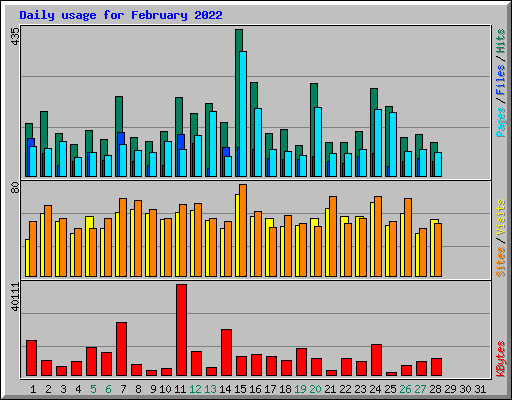 Daily usage for February 2022
435
Pages / Files / Hits
80
Sites / Visits
40111
KBytes
1 2 3 4 5 6 7 8 9 10 11 12 13 14 15 16 17 18 19 20 21 22 23 24 25 26 27 28 29 30 31